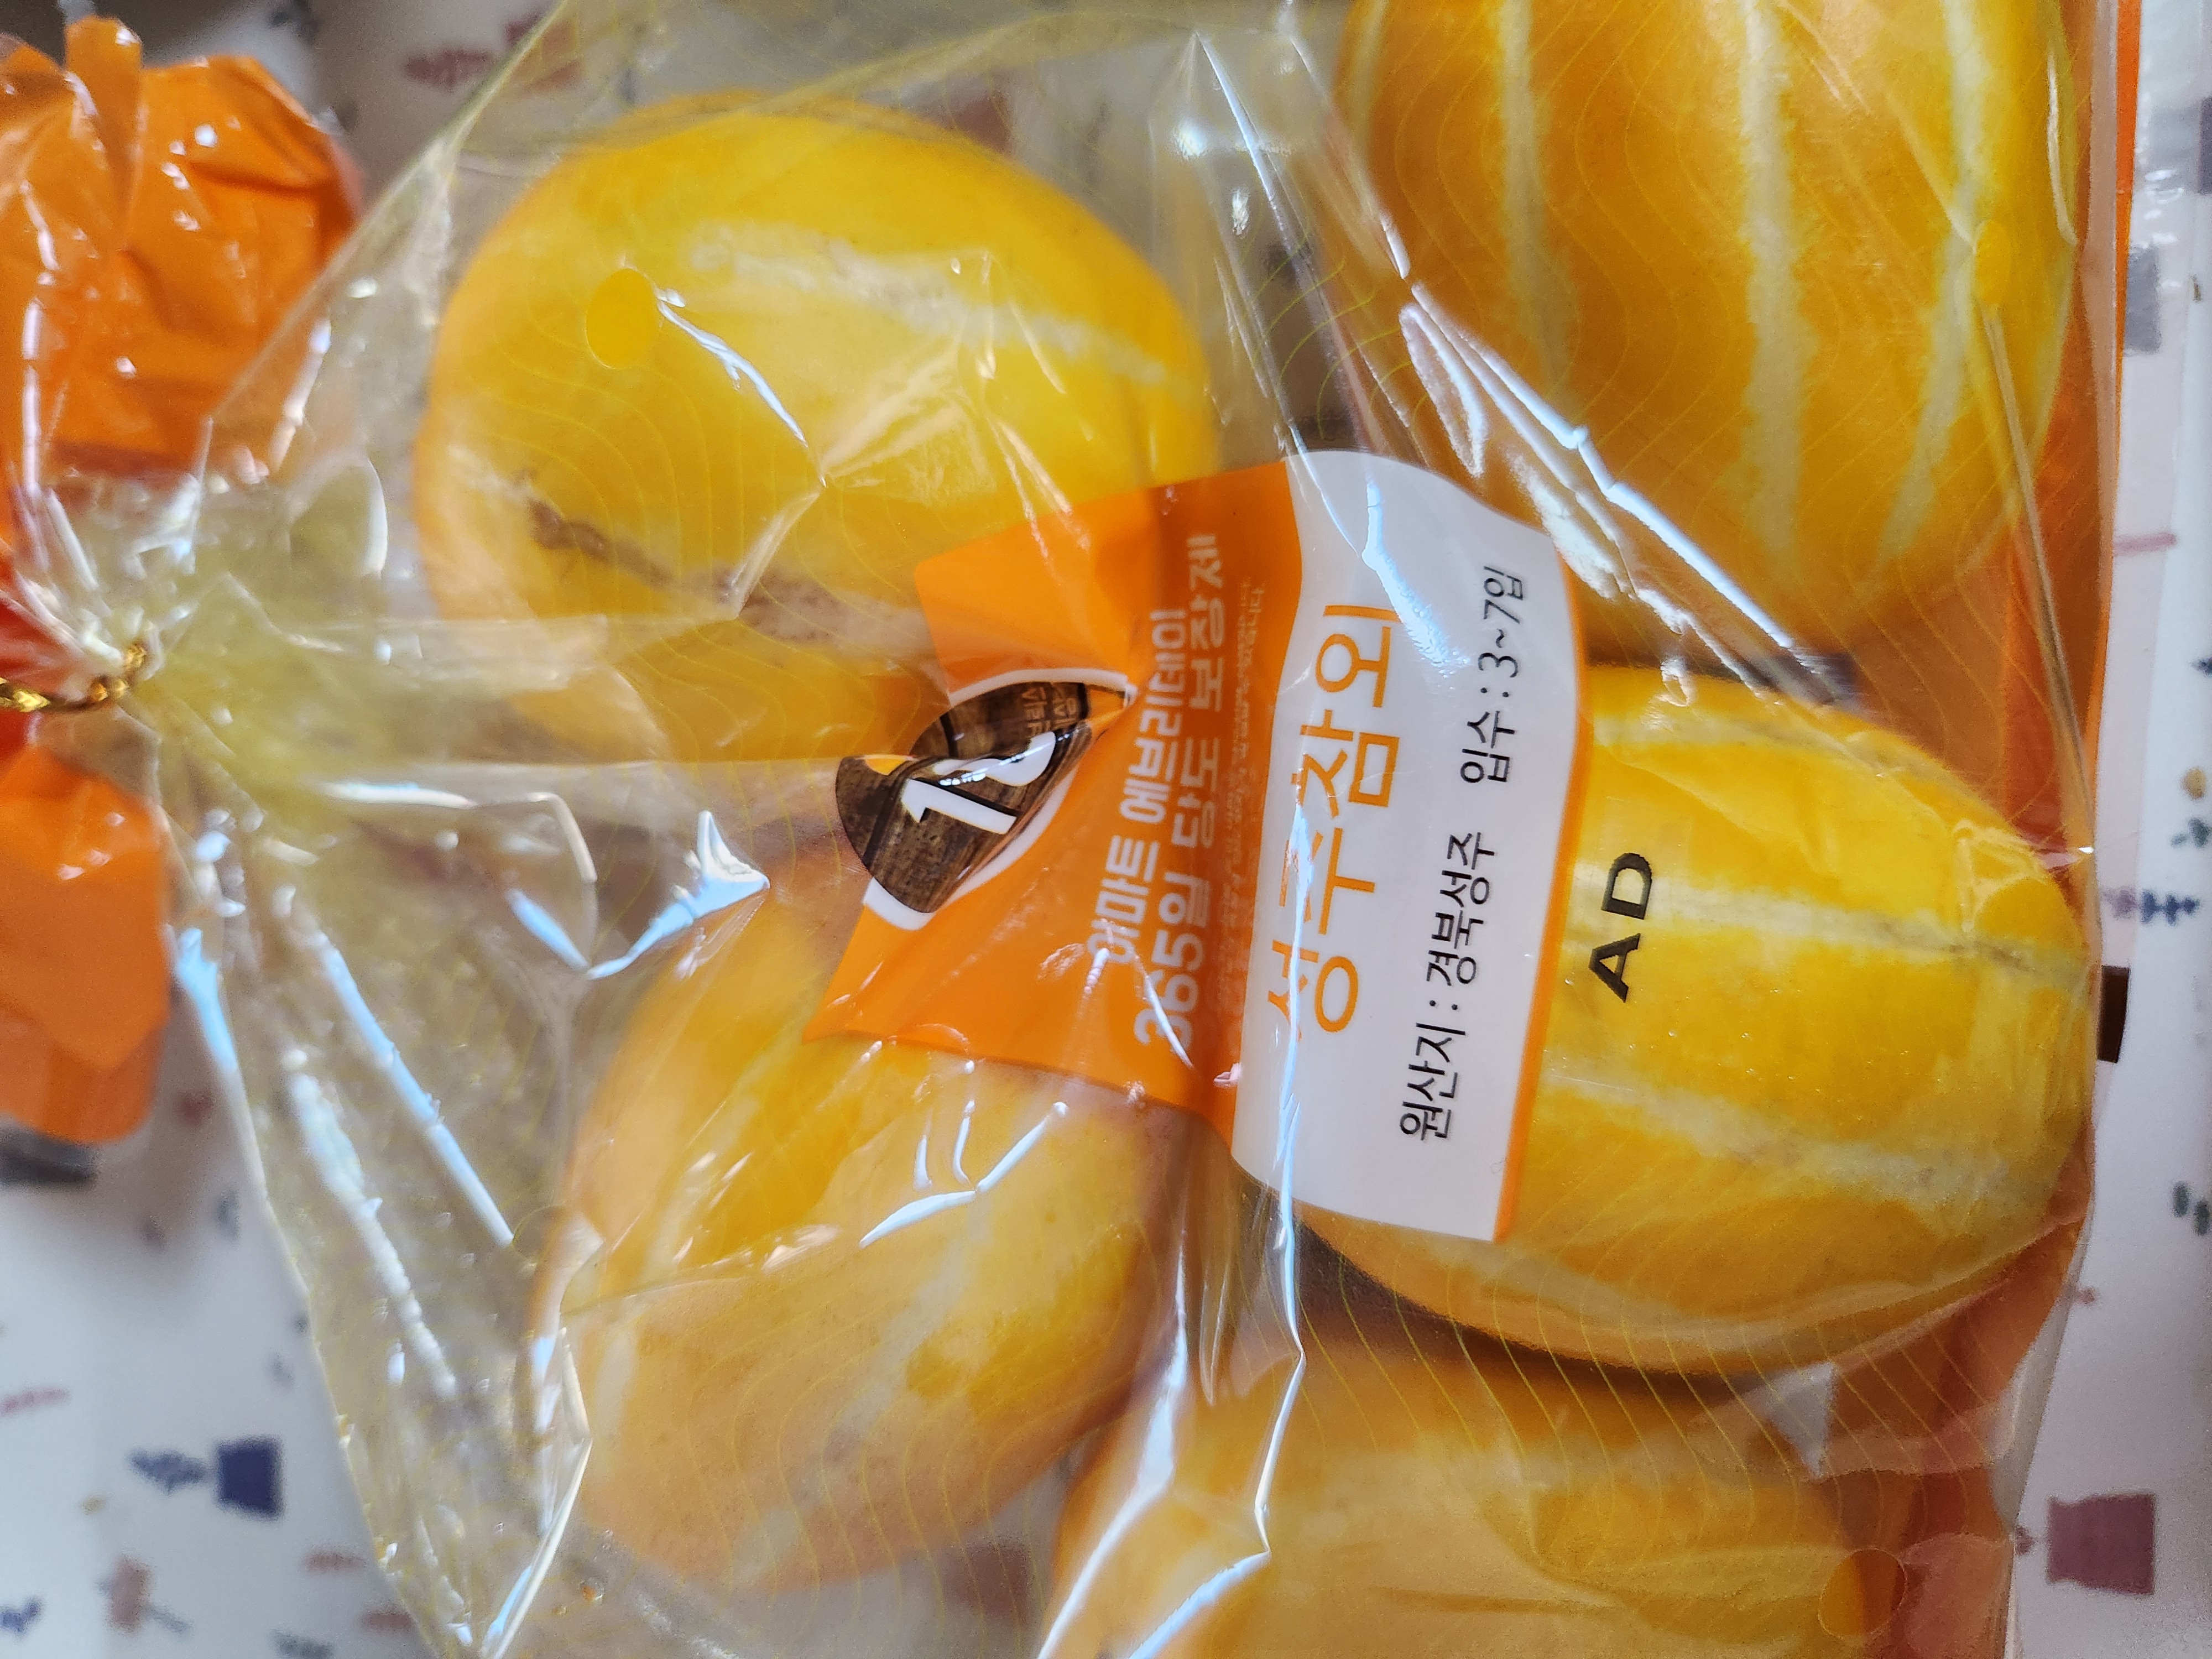 이마트 에브리데이
365일 당도 보장제
성주참외
원산지 : 경북성주 입수 : 3~7입
AD